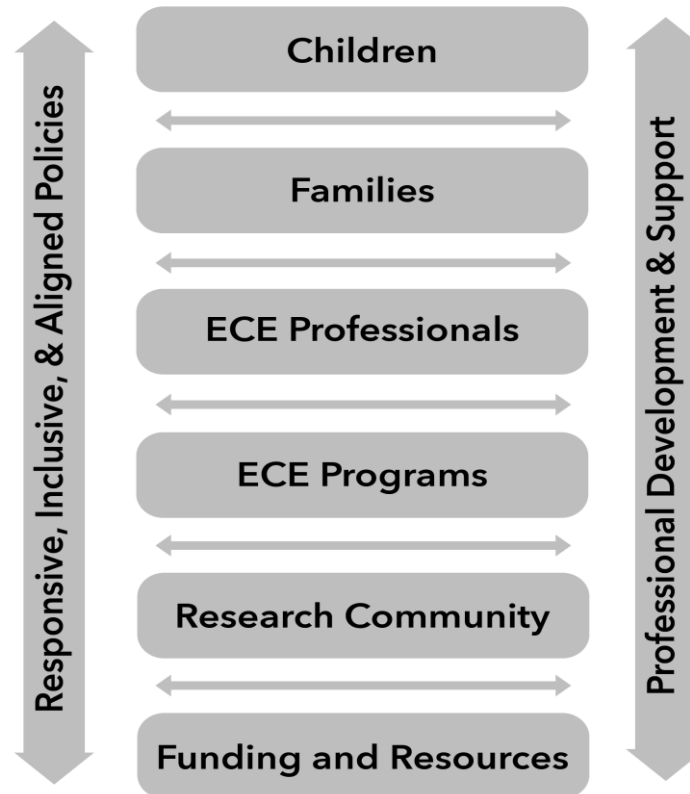 Children
Families
ECE Professionals
ECE Programs
Research Community
Funding and Resources
Responsive, Inclusive, & Aligned Policies
Professional Development & Support